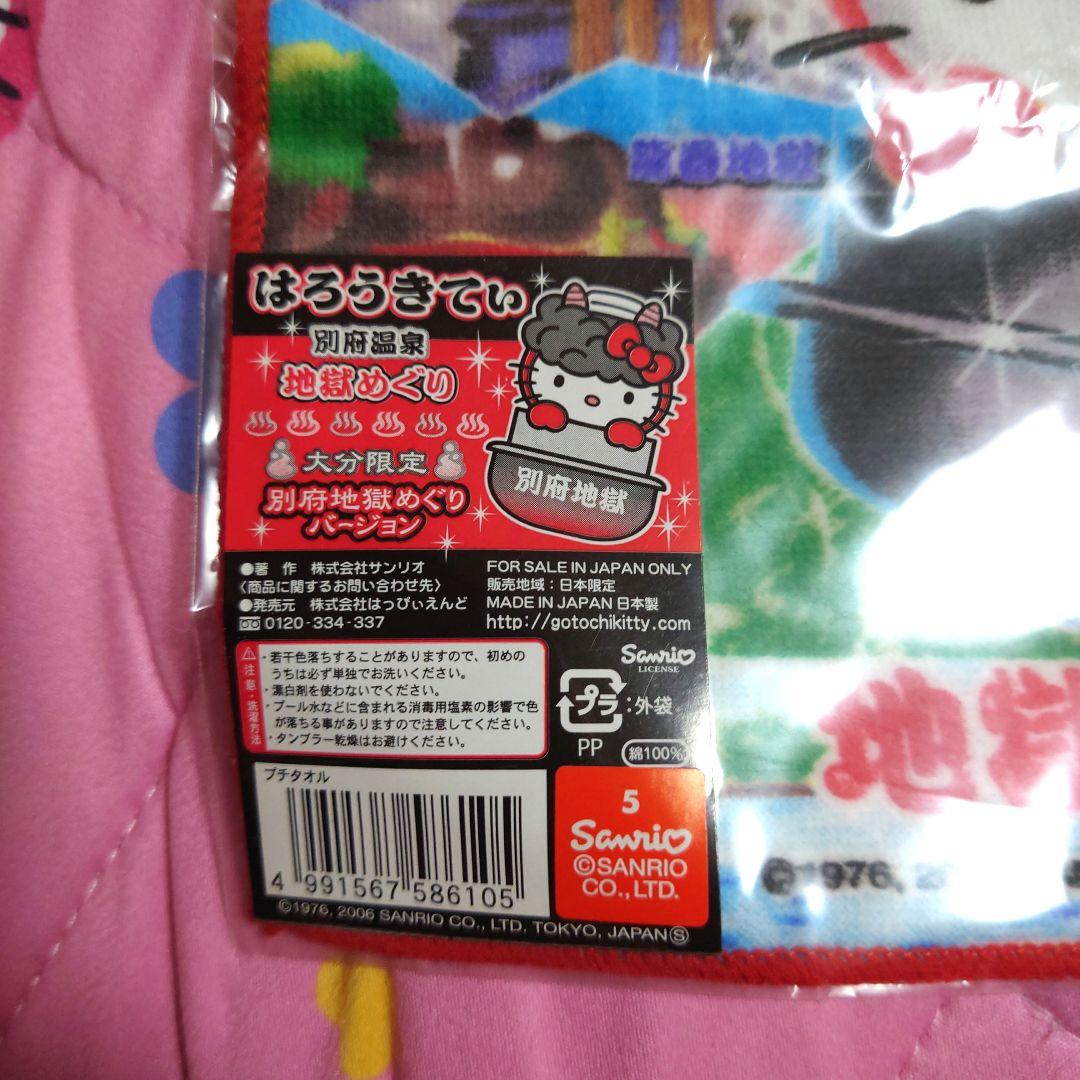 はろうきてぃ
別府温泉
地獄めぐり
大分限定
別府地獄めぐり
バージョン
別府地獄
●著 作 株式会社サンリオ
〈商品に関するお問い合わせ先〉
●発売元 株式会社はっぴぃえんど
0120-334-337
FOR SALE IN JAPAN ONLY
販売地域：日本限定
MADE IN JAPAN 日本製
http://gotochikitty.com
Sanrio
LICENSE
注意・洗濯方法
・若干色落ちすることがありますので、初めの
うちは必ず単独でお洗いください。
・漂白剤を使わないでください。
・プール水などに含まれる消毒用塩素の影響で色
が落ちる事がありますので注意してください。
・タンブラー乾燥はお避けください。
プラ：外袋
PP
綿100%
プチタオル
4 991567 586105
5
Sanrio
©SANRIO
CO., LTD.
©1976, 2006 SANRIO CO., LTD. TOKYO, JAPAN Ⓢ
©1976,